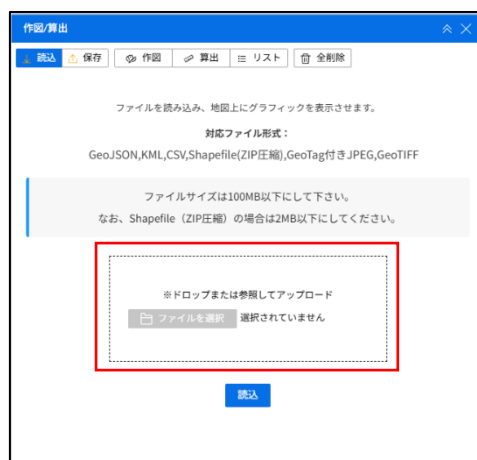 作図/算出
読込 保存 作図 算出 リスト 全削除
ファイルを読み込み、地図上にグラフィックを表示させます。
対応ファイル形式：
GeoJSON,KML,CSV,Shapefile(ZIP圧縮),GeoTag付きJPEG,GeoTIFF
ファイルサイズは100MB以下にして下さい。
なお、Shapefile（ZIP圧縮）の場合は2MB以下にしてください。
※ドロップまたは参照してアップロード
ファイルを選択 選択されていません
読込